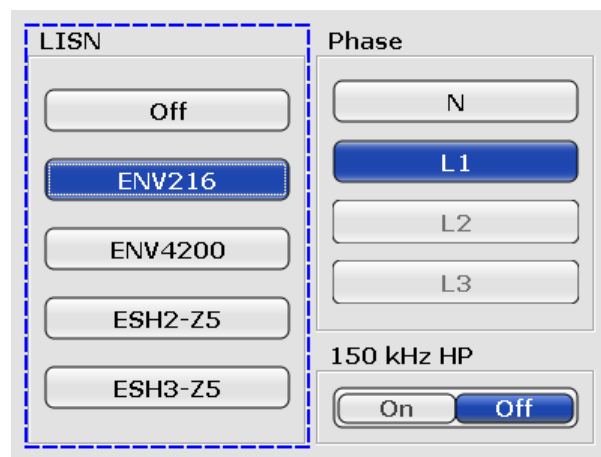 LISN
Off
ENV216
ENV4200
ESH2-Z5
ESH3-Z5
Phase
N
L1
L2
L3
150 kHz HP
On Off